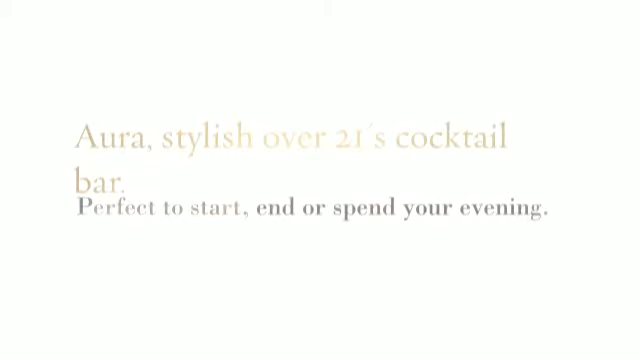 Aura, stylish over 21´s cocktail
bar.
Perfect to start, end or spend your evening.